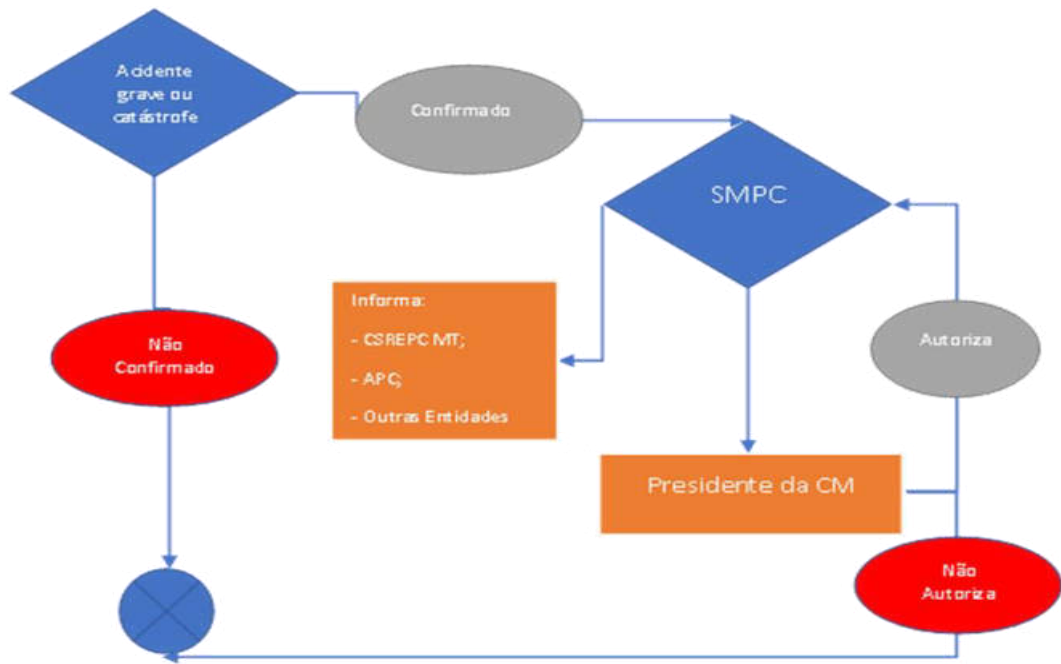 Acidente
grave ou
catástrofe
Confirmado
SMPC
Informa:
- CSREPC MT;
- APC;
- Outras Entidades
Não
Confirmado
Autoriza
Presidente da CM
Não
Autoriza